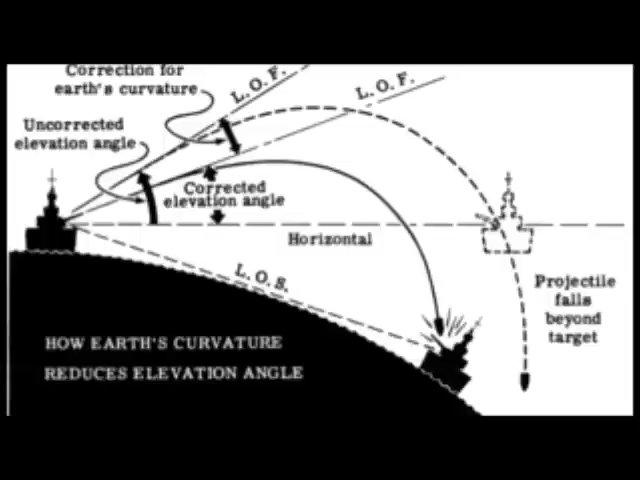 Correction for
earth's curvature
L. O. F.
L. O. F.
Uncorrected
elevation angle
Corrected
elevation angle
Horizontal
L. O. S.
Projectile
falls
beyond
target
HOW EARTH'S CURVATURE
REDUCES ELEVATION ANGLE